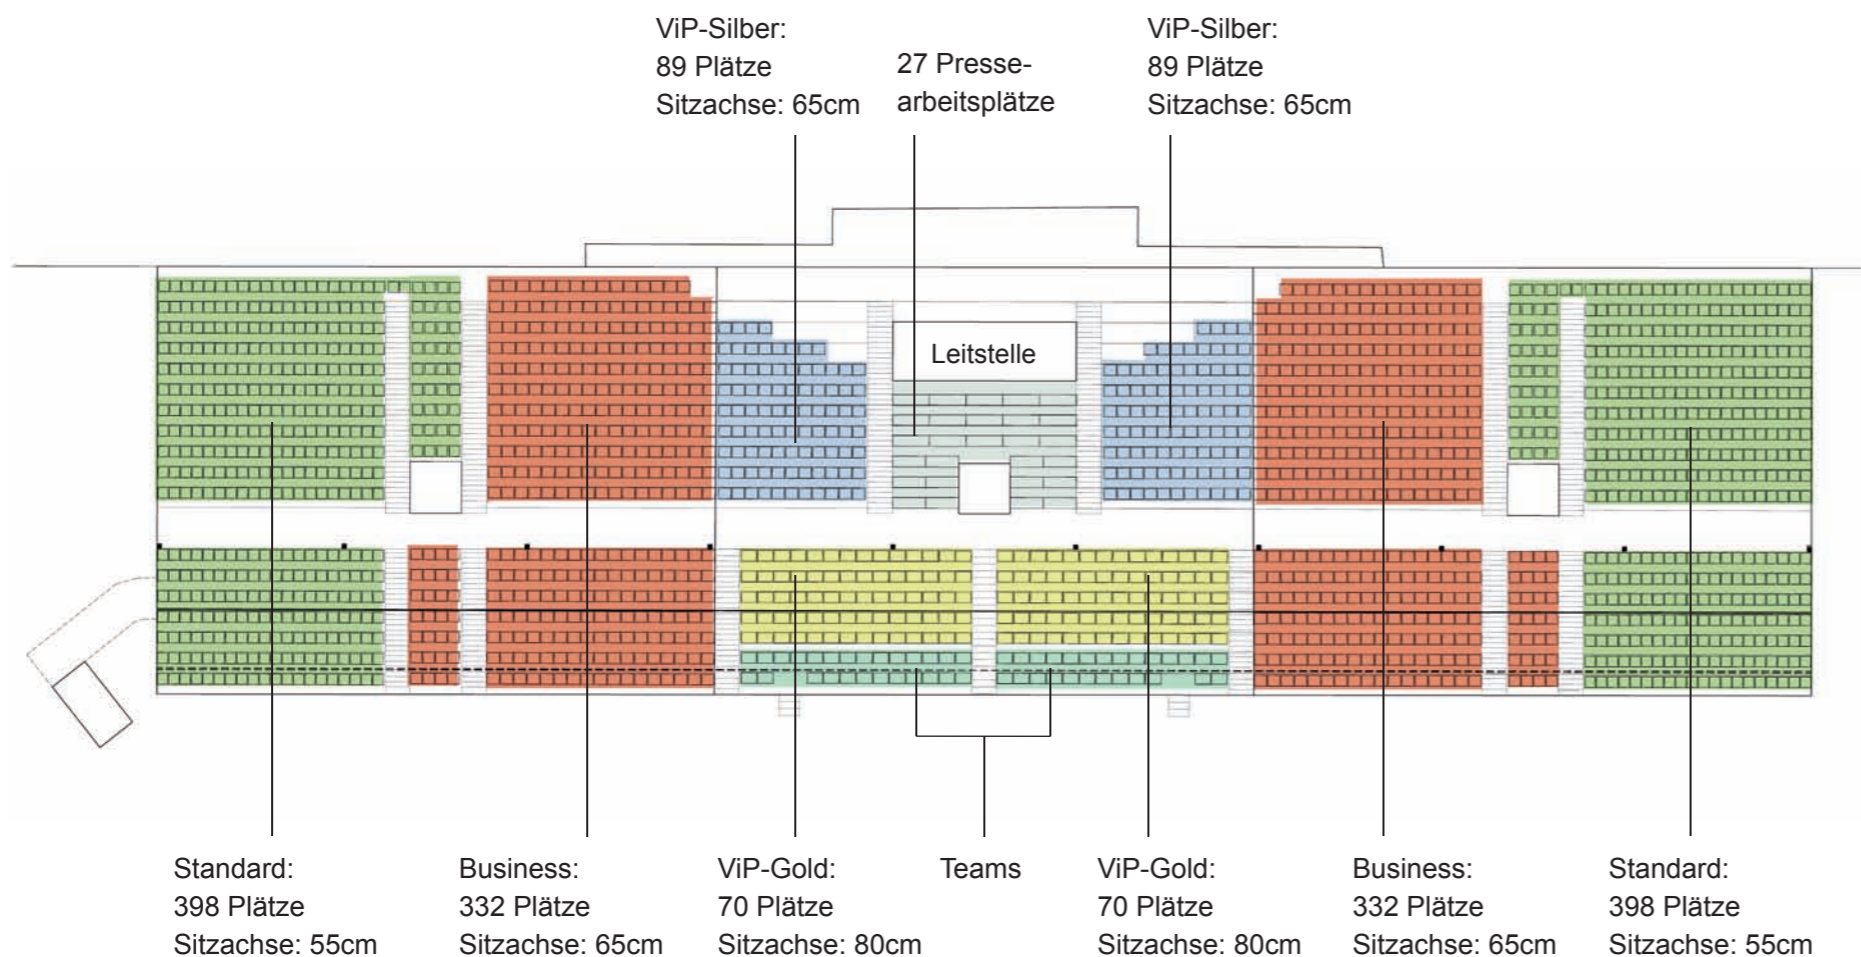 ViP-Silber:
89 Plätze
Sitzachse: 65cm
27 Presse-
arbeitsplätze
ViP-Silber:
89 Plätze
Sitzachse: 65cm
Leitstelle
Standard:
398 Plätze
Sitzachse: 55cm
Business:
332 Plätze
Sitzachse: 65cm
ViP-Gold:
70 Plätze
Sitzachse: 80cm
Teams
ViP-Gold:
70 Plätze
Sitzachse: 80cm
Business:
332 Plätze
Sitzachse: 65cm
Standard:
398 Plätze
Sitzachse: 55cm